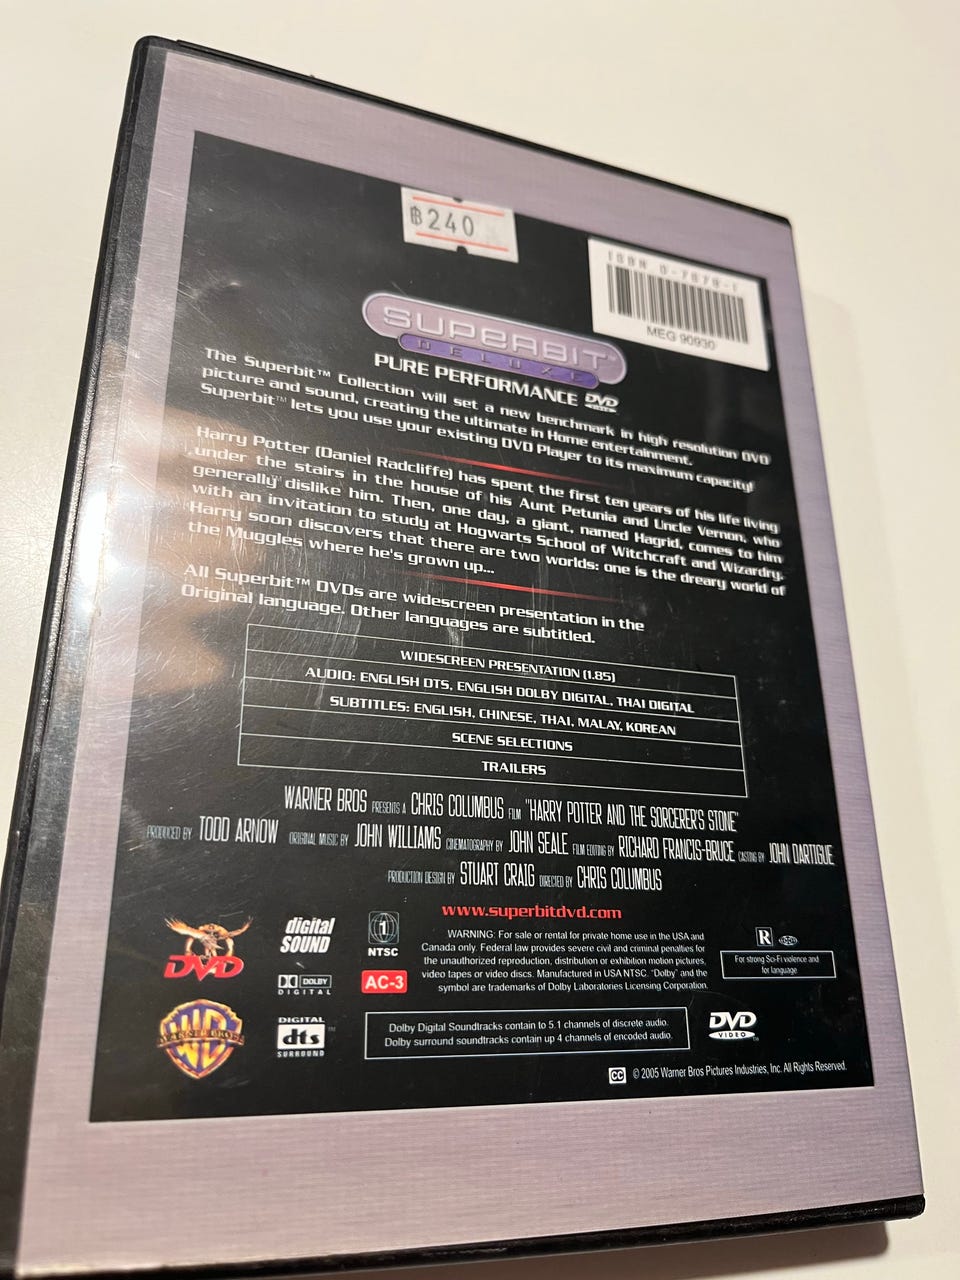 ฿240
ISBN 0-7678-1
MEG 90930
SUPERBIT™
DELUXE
PURE PERFORMANCE DVD
VIDEO
The Superbit™ Collection will set a new benchmark in high resolution DVD
picture and sound, creating the ultimate in Home entertainment.
Superbit™ lets you use your existing DVD Player to its maximum capacity!
Harry Potter (Daniel Radcliffe) has spent the first ten years of his life living
under the stairs in the house of his Aunt Petunia and Uncle Vernon, who
generally dislike him. Then, one day, a giant, named Hagrid, comes to him
with an invitation to study at Hogwarts School of Witchcraft and Wizardry.
Harry soon discovers that there are two worlds: one is the dreary world of
the Muggles where he's grown up...
All Superbit™ DVDs are widescreen presentation in the
Original language. Other languages are subtitled.
WIDESCREEN PRESENTATION (1.85)
AUDIO: ENGLISH DTS, ENGLISH DOLBY DIGITAL, THAI DIGITAL
SUBTITLES: ENGLISH, CHINESE, THAI, MALAY, KOREAN
SCENE SELECTIONS
TRAILERS
WARNER BROS PRESENTS A CHRIS COLUMBUS FILM "HARRY POTTER AND THE SORCERER'S STONE"
PRODUCED BY TODD ARNOW ORIGINAL MUSIC BY JOHN WILLIAMS CINEMATOGRAPHY BY JOHN SEALE FILM EDITING BY RICHARD FRANCIS-BRUCE CASTING BY JOHN DARTIGUE
PRODUCTION DESIGN BY STUART CRAIG DIRECTED BY CHRIS COLUMBUS
www.superbitdvd.com
DVD
digital
SOUND
1
NTSC
WARNING: For sale or rental for private home use in the USA and
Canada only. Federal law provides severe civil and criminal penalties for
the unauthorized reproduction, distribution or exhibition motion pictures,
video tapes or video discs. Manufactured in USA NTSC. "Dolby" and the
symbol are trademarks of Dolby Laboratories Licensing Corporation.
R
For strong Sci-Fi violence and
for language
DOLBY
DIGITAL
AC-3
WARNER BROS
WB
DIGITAL
dts™
SURROUND
Dolby Digital Soundtracks contain to 5.1 channels of discrete audio.
Dolby surround soundtracks contain up 4 channels of encoded audio.
DVD
VIDEO™
CC © 2005 Warner Bros Pictures Industries, Inc. All Rights Reserved.